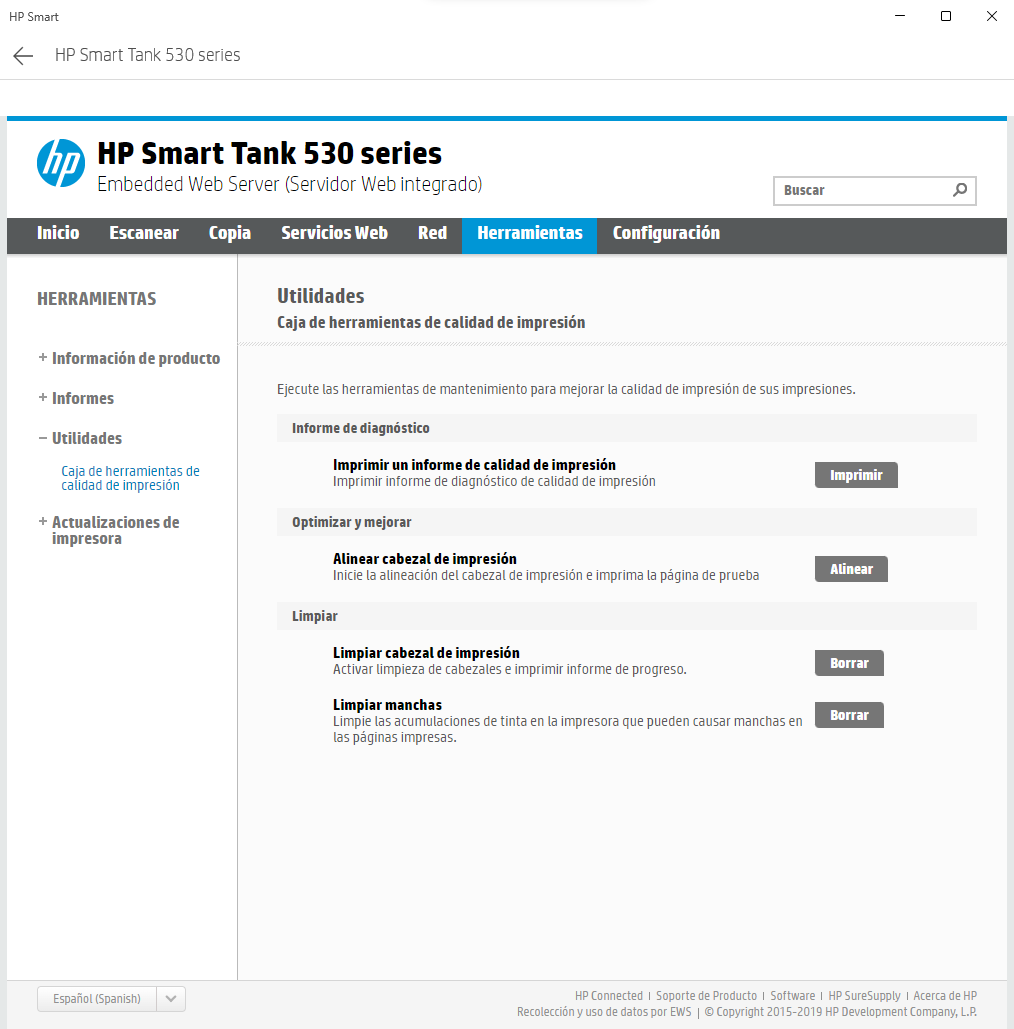 HP Smart
HP Smart Tank 530 series
hp
HP Smart Tank 530 series
Embedded Web Server (Servidor Web integrado)
Buscar
Inicio Escanear Copia Servicios Web Red Herramientas Configuración
HERRAMIENTAS
+ Información de producto
+ Informes
− Utilidades
Caja de herramientas de
calidad de impresión
+ Actualizaciones de
impresora
Utilidades
Caja de herramientas de calidad de impresión
Ejecute las herramientas de mantenimiento para mejorar la calidad de impresión de sus impresiones.
Informe de diagnóstico
Imprimir un informe de calidad de impresión
Imprimir informe de diagnóstico de calidad de impresión
Imprimir
Optimizar y mejorar
Alinear cabezal de impresión
Inicie la alineación del cabezal de impresión e imprima la página de prueba
Alinear
Limpiar
Limpiar cabezal de impresión
Activar limpieza de cabezales e imprimir informe de progreso.
Borrar
Limpiar manchas
Limpie las acumulaciones de tinta en la impresora que pueden causar manchas en
las páginas impresas.
Borrar
Español (Spanish)
HP Connected | Soporte de Producto | Software | HP SureSupply | Acerca de HP
Recolección y uso de datos por EWS | © Copyright 2015-2019 HP Development Company, L.P.